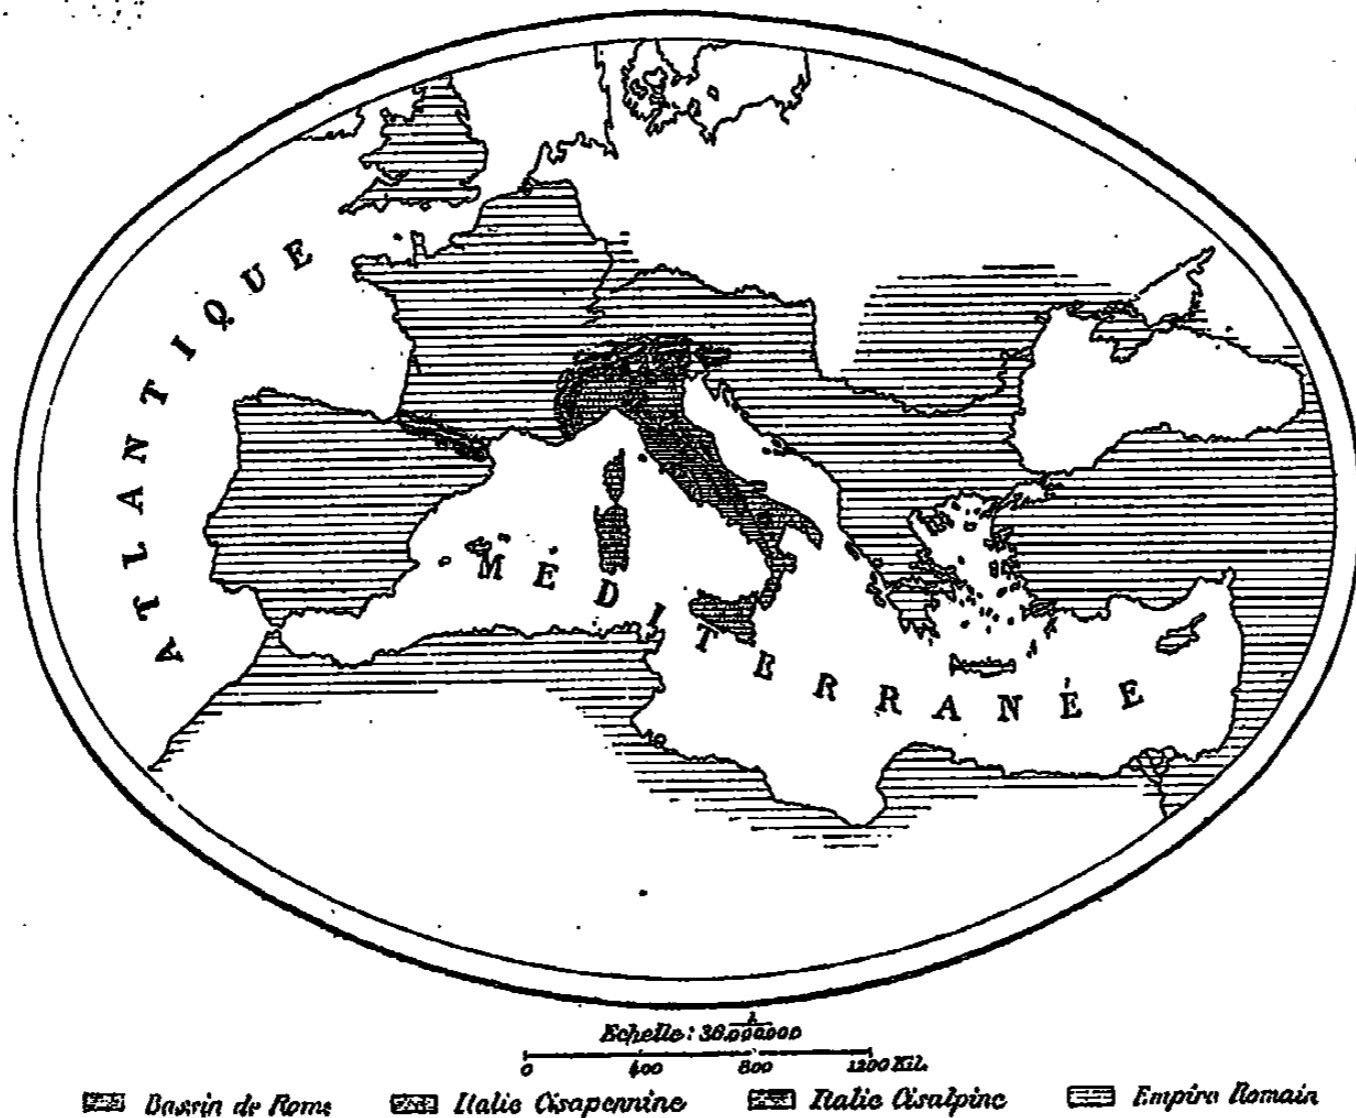 ATLANTIQUE
MÉDITERRANÉE
Echelle: 1
36.000.000
0 400 800 1200 Kil.
Bassin de Rome Italie Cisapennine Italie Cisalpine Empire Romain